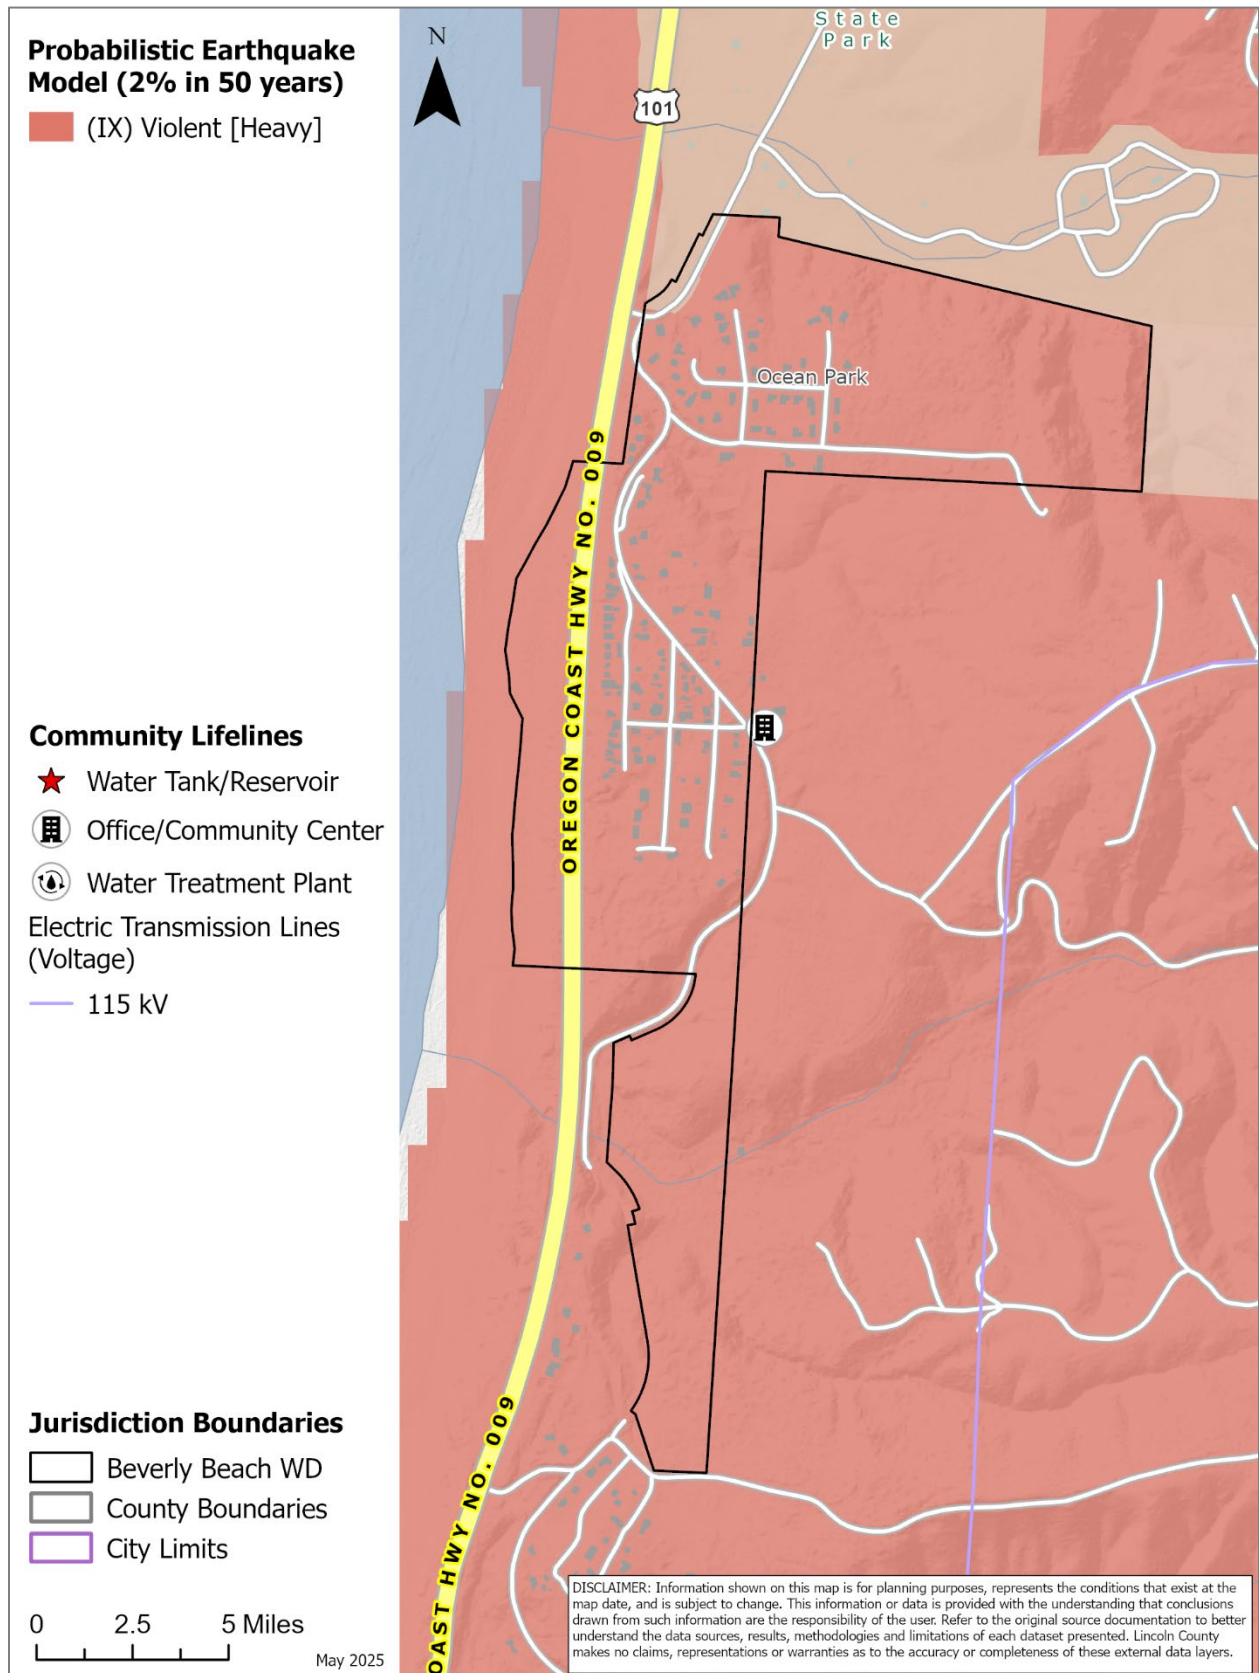 Probabilistic Earthquake
Model (2% in 50 years)
(IX) Violent [Heavy]
Community Lifelines
Water Tank/Reservoir
Office/Community Center
Water Treatment Plant
Electric Transmission Lines
(Voltage)
115 kV
Jurisdiction Boundaries
Beverly Beach WD
County Boundaries
City Limits
0 2.5 5 Miles
May 2025
N
State
Park
101
Ocean Park
OREGON COAST HWY NO. 009
OAST HWY NO. 009
DISCLAIMER: Information shown on this map is for planning purposes, represents the conditions that exist at the
map date, and is subject to change. This information or data is provided with the understanding that conclusions
drawn from such information are the responsibility of the user. Refer to the original source documentation to better
understand the data sources, results, methodologies and limitations of each dataset presented. Lincoln County
makes no claims, representations or warranties as to the accuracy or completeness of these external data layers.